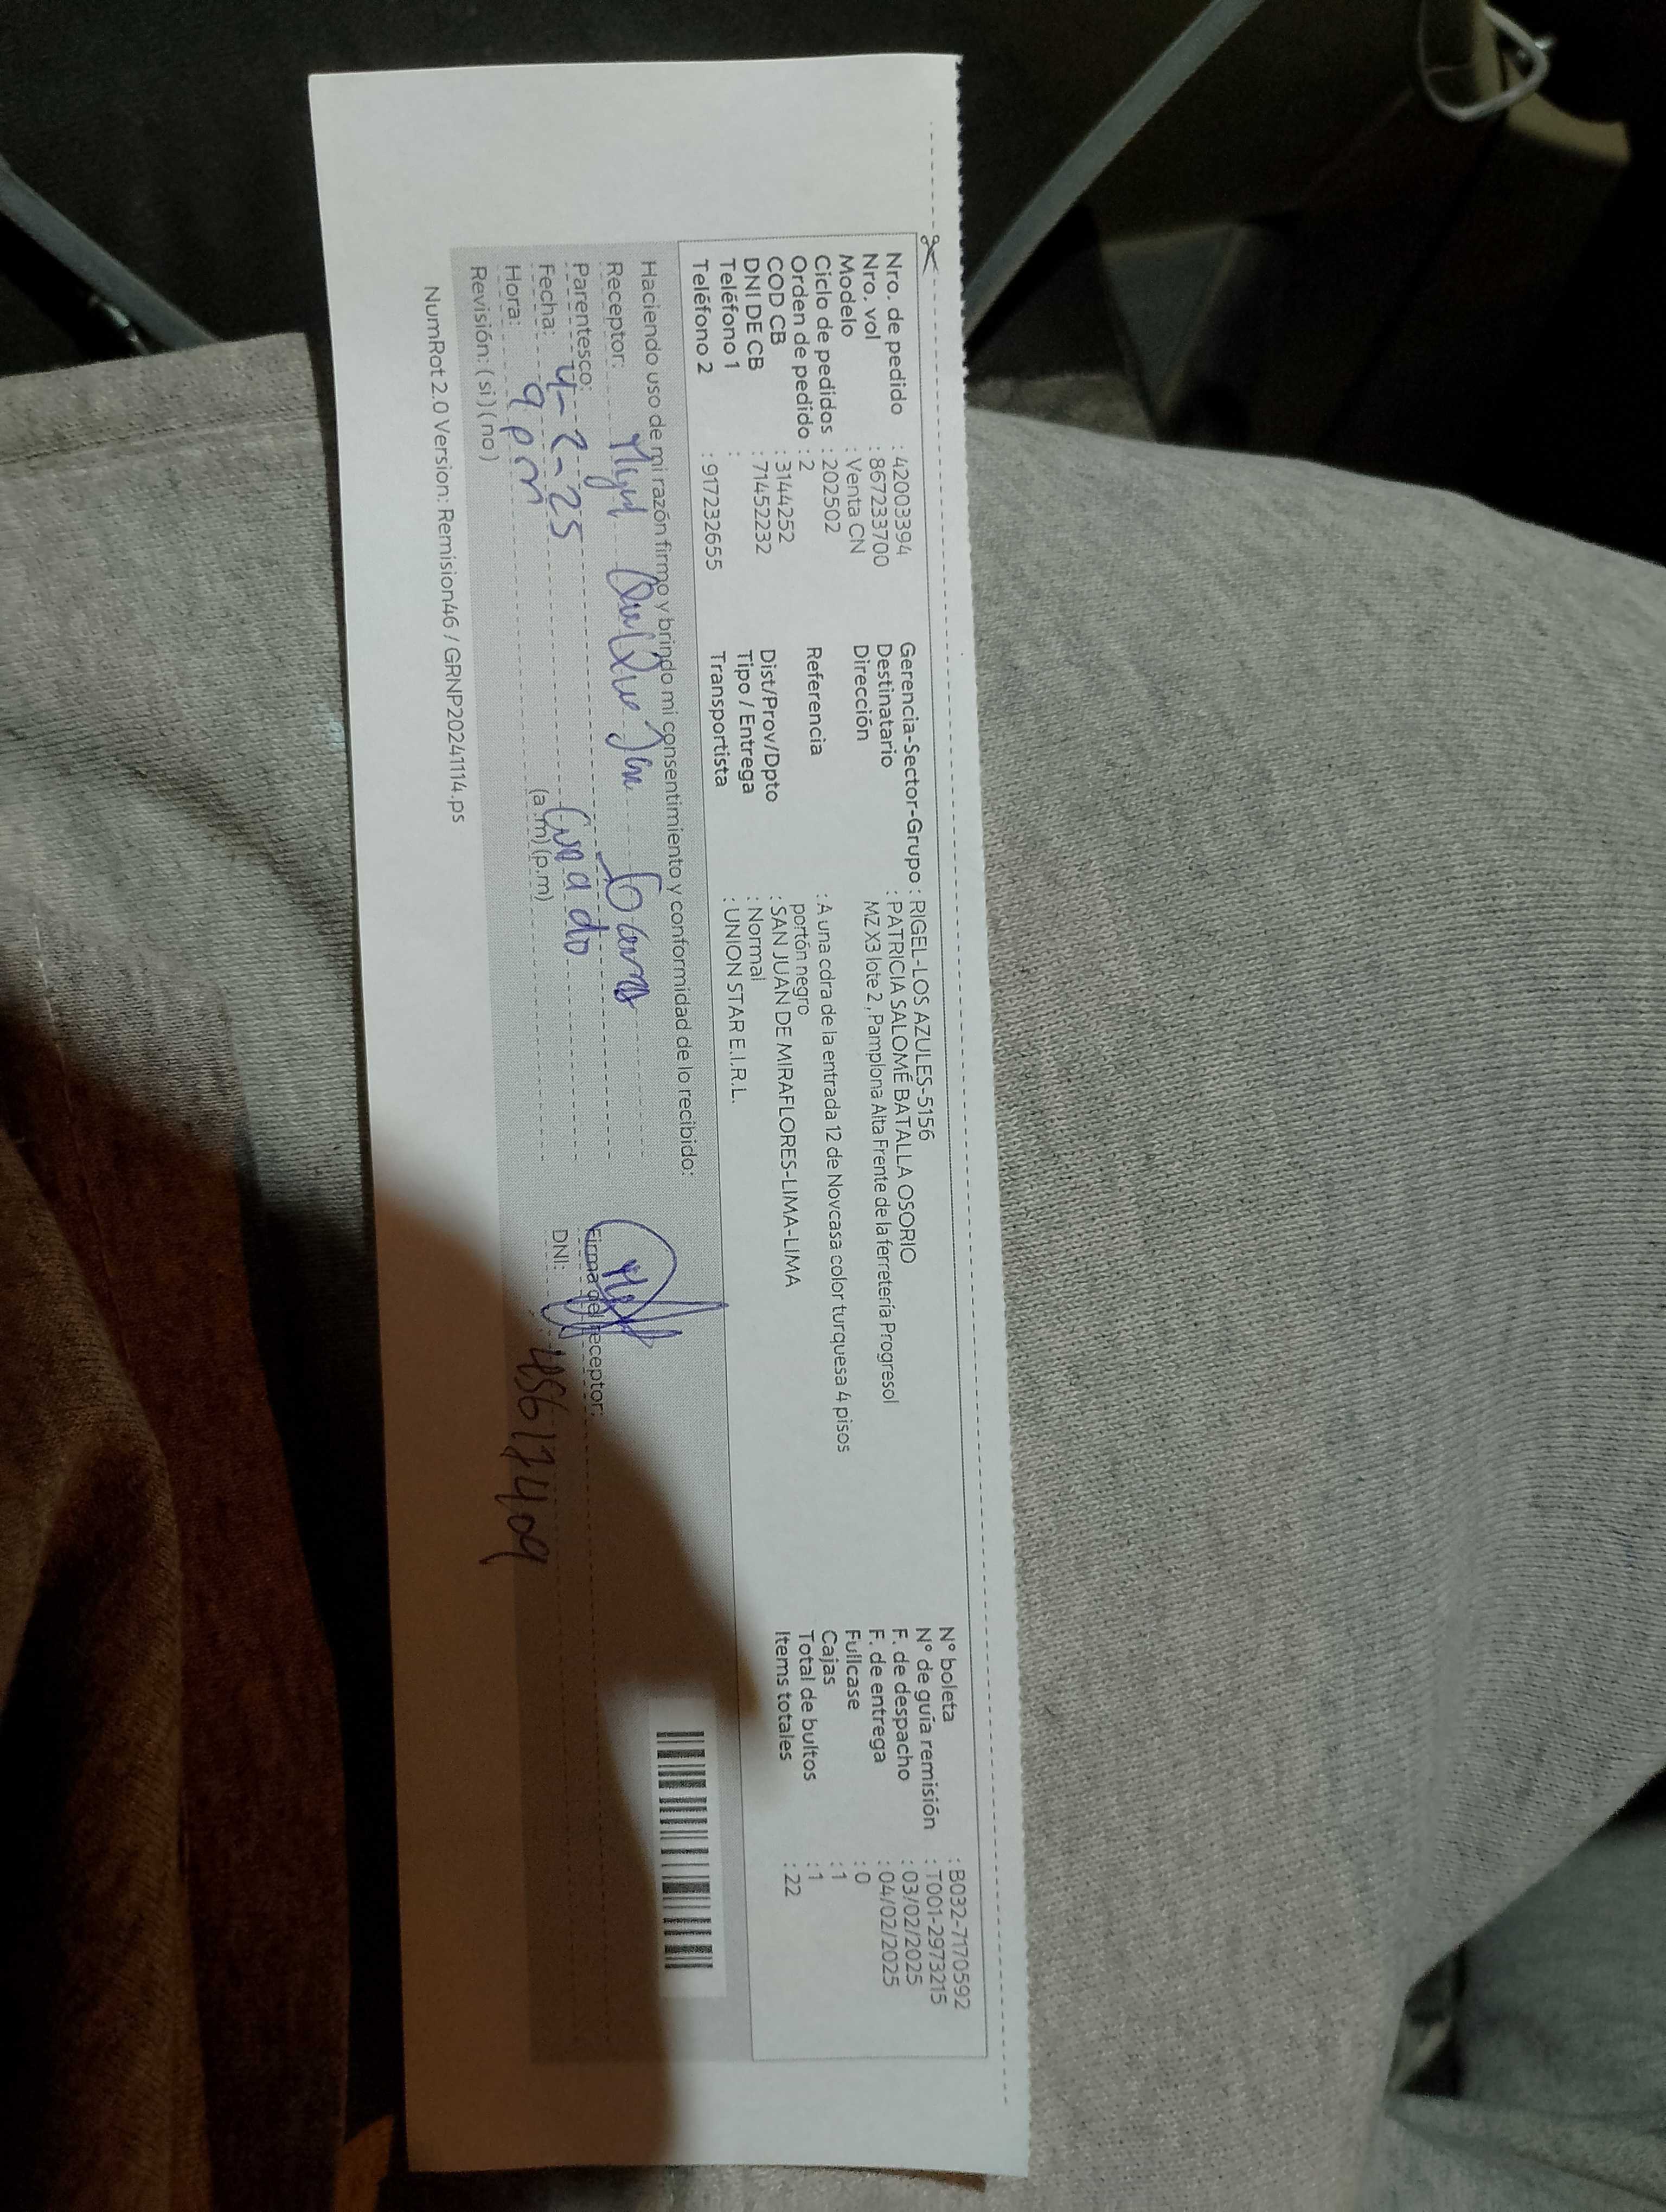 Nro. de pedido : 42003394
Nro. vol : 867233700
Modelo : Venta CN
Ciclo de pedidos : 202502
Orden de pedido : 2
COD CB : 3144252
DNI DE CB : 71452232
Teléfono 1 :
Teléfono 2 : 917232655
Gerencia-Sector-Grupo : RIGEL-LOS AZULES-5156
Destinatario : PATRICIA SALOMÉ BATALLA OSORIO
Dirección MZ X3 lote 2 , Pamplona Alta Frente de la ferretería Progresol
Referencia : A una cdra de la entrada 12 de Novcasa color turquesa 4 pisos
portón negro
Dist/Prov/Dpto : SAN JUAN DE MIRAFLORES-LIMA-LIMA
Tipo / Entrega : Normal
Transportista : UNION STAR E.I.R.L.
N° boleta : B032-7170592
N° de guía remisión : T001-2973215
F. de despacho : 03/02/2025
F. de entrega : 04/02/2025
Fullcase : 0
Cajas : 1
Total de bultos : 1
Items totales : 22
Haciendo uso de mi razón firmo y brindo mi consentimiento y conformidad de lo recibido:
Receptor:
Parentesco:
Fecha: 4-2-25
Hora: 9 pm (a.m) (p.m)
Revisión: ( si ) ( no )
Firma del receptor:
DNI: 45617409
NumRot 2.0 Version: Remision46 / GRNP20241114.ps